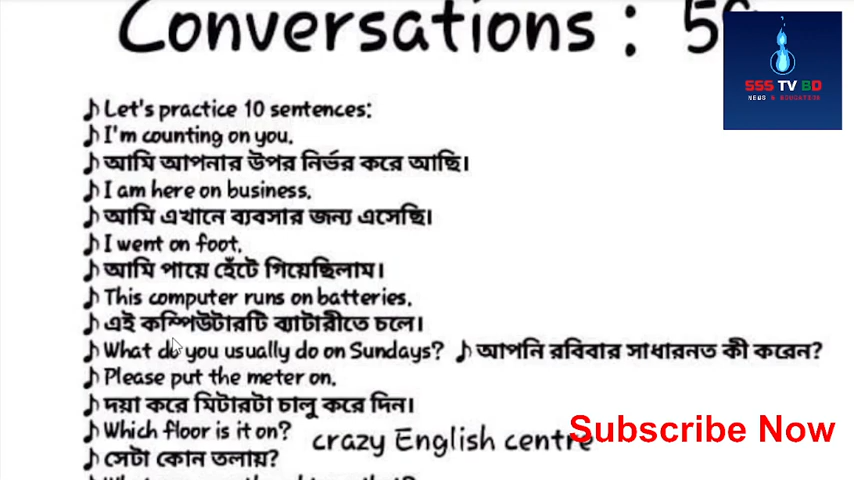 Conversations :
SSS TV BD
NEWS & EDUCATION
♪ Let's practice 10 sentences:
♪ I'm counting on you.
♪ আমি আপনার উপর নির্ভর করে আছি।
♪ I am here on business.
♪ আমি এখানে ব্যবসার জন্য এসেছি।
♪ I went on foot.
♪ আমি পায়ে হেঁটে গিয়েছিলাম।
♪ This computer runs on batteries.
♪ এই কম্পিউটারটি ব্যাটারীতে চলে।
♪ What do you usually do on Sundays? ♪ আপনি রবিবার সাধারনত কী করেন?
♪ Please put the meter on.
♪ দয়া করে মিটারটা চালু করে দিন।
♪ Which floor is it on?
crazy English centre
Subscribe Now
♪ সেটা কোন তলায়?